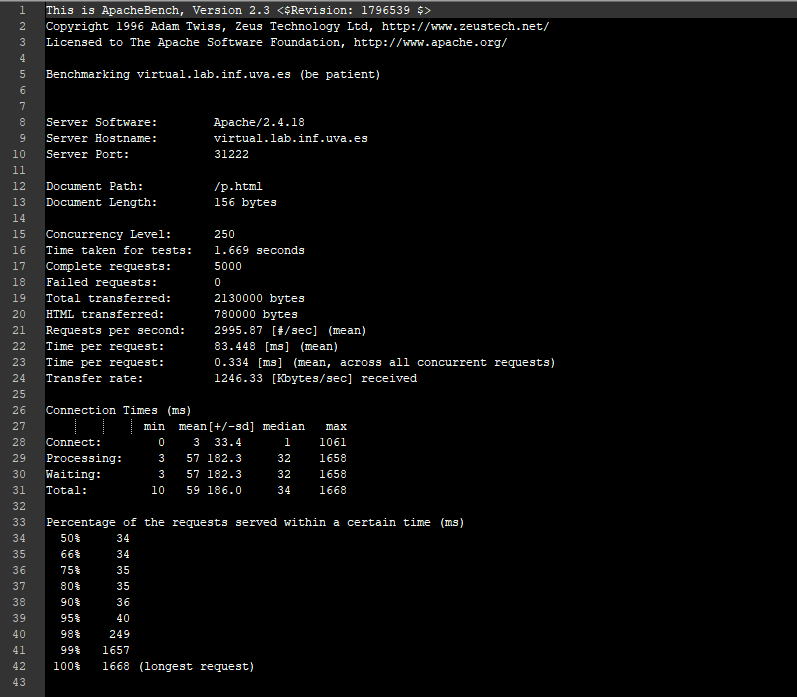 1 This is ApacheBench, Version 2.3 <$Revision: 1796539 $>
2 Copyright 1996 Adam Twiss, Zeus Technology Ltd, http://www.zeustech.net/
3 Licensed to The Apache Software Foundation, http://www.apache.org/
4
5 Benchmarking virtual.lab.inf.uva.es (be patient)
6
7
8 Server Software:        Apache/2.4.18
9 Server Hostname:        virtual.lab.inf.uva.es
10 Server Port:            31222
11
12 Document Path:          /p.html
13 Document Length:        156 bytes
14
15 Concurrency Level:      250
16 Time taken for tests:   1.669 seconds
17 Complete requests:      5000
18 Failed requests:        0
19 Total transferred:      2130000 bytes
20 HTML transferred:       780000 bytes
21 Requests per second:    2995.87 [#/sec] (mean)
22 Time per request:       83.448 [ms] (mean)
23 Time per request:       0.334 [ms] (mean, across all concurrent requests)
24 Transfer rate:          1246.33 [Kbytes/sec] received
25
26 Connection Times (ms)
27               min  mean[+/-sd] median   max
28 Connect:        0    3  33.4      1    1061
29 Processing:     3   57 182.3     32    1658
30 Waiting:        3   57 182.3     32    1658
31 Total:         10   59 186.0     34    1668
32
33 Percentage of the requests served within a certain time (ms)
34   50%     34
35   66%     34
36   75%     35
37   80%     35
38   90%     36
39   95%     40
40   98%    249
41   99%   1657
42  100%   1668 (longest request)
43